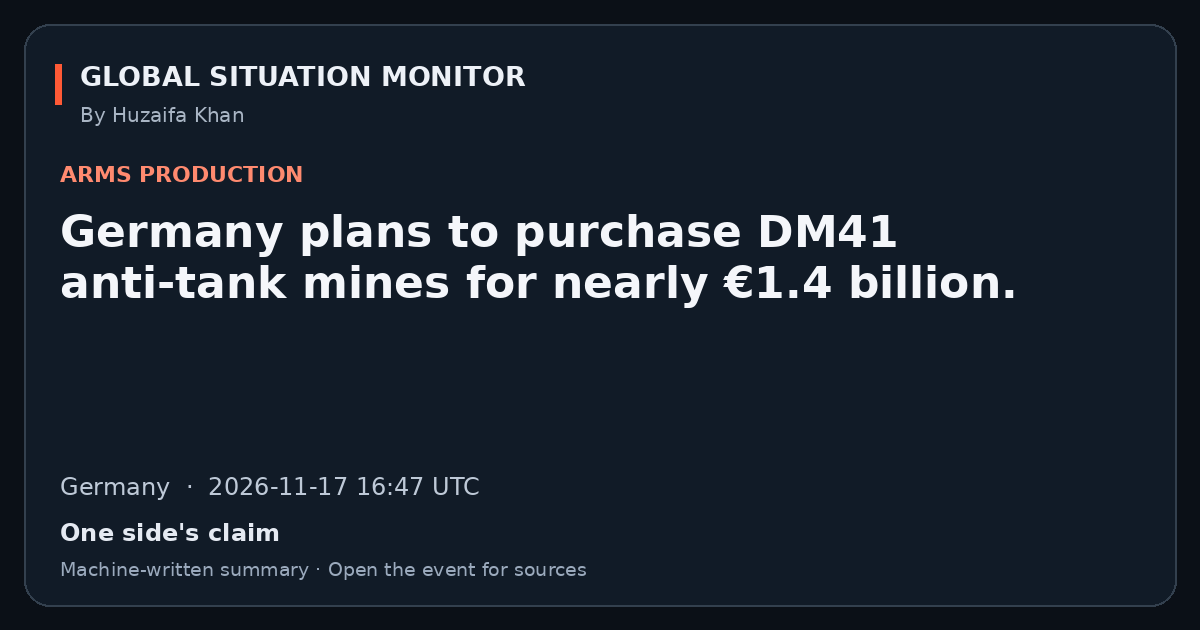 GLOBAL SITUATION MONITOR
By Huzaifa Khan
ARMS PRODUCTION
Germany plans to purchase DM41
anti-tank mines for nearly €1.4 billion.
Germany · 2026-11-17 16:47 UTC
One side's claim
Machine-written summary · Open the event for sources